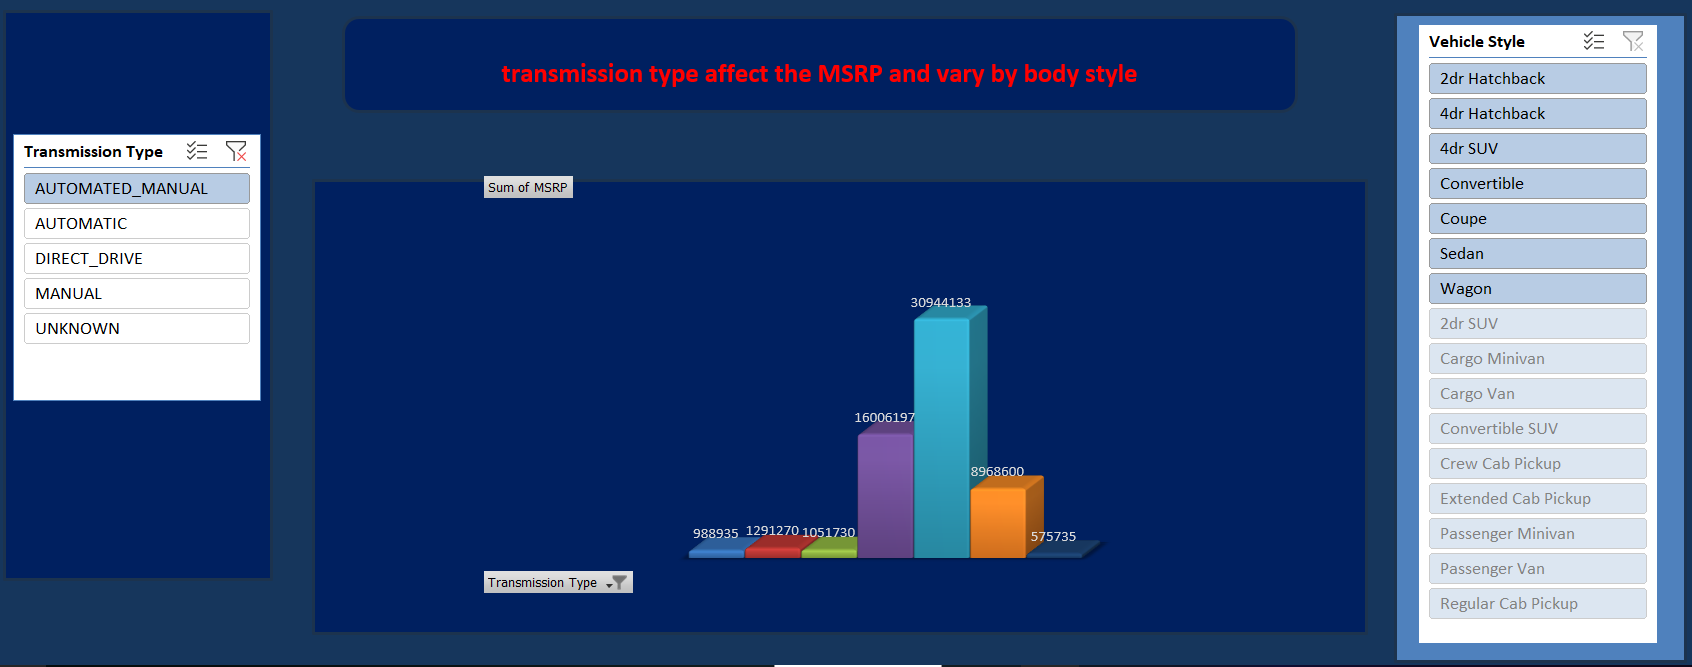 transmission type affect the MSRP and vary by body style
Transmission Type
AUTOMATED_MANUAL
AUTOMATIC
DIRECT_DRIVE
MANUAL
UNKNOWN
Sum of MSRP
30944133
16006197
8968600
988935
1291270
1051730
575735
Transmission Type
Vehicle Style
2dr Hatchback
4dr Hatchback
4dr SUV
Convertible
Coupe
Sedan
Wagon
2dr SUV
Cargo Minivan
Cargo Van
Convertible SUV
Crew Cab Pickup
Extended Cab Pickup
Passenger Minivan
Passenger Van
Regular Cab Pickup